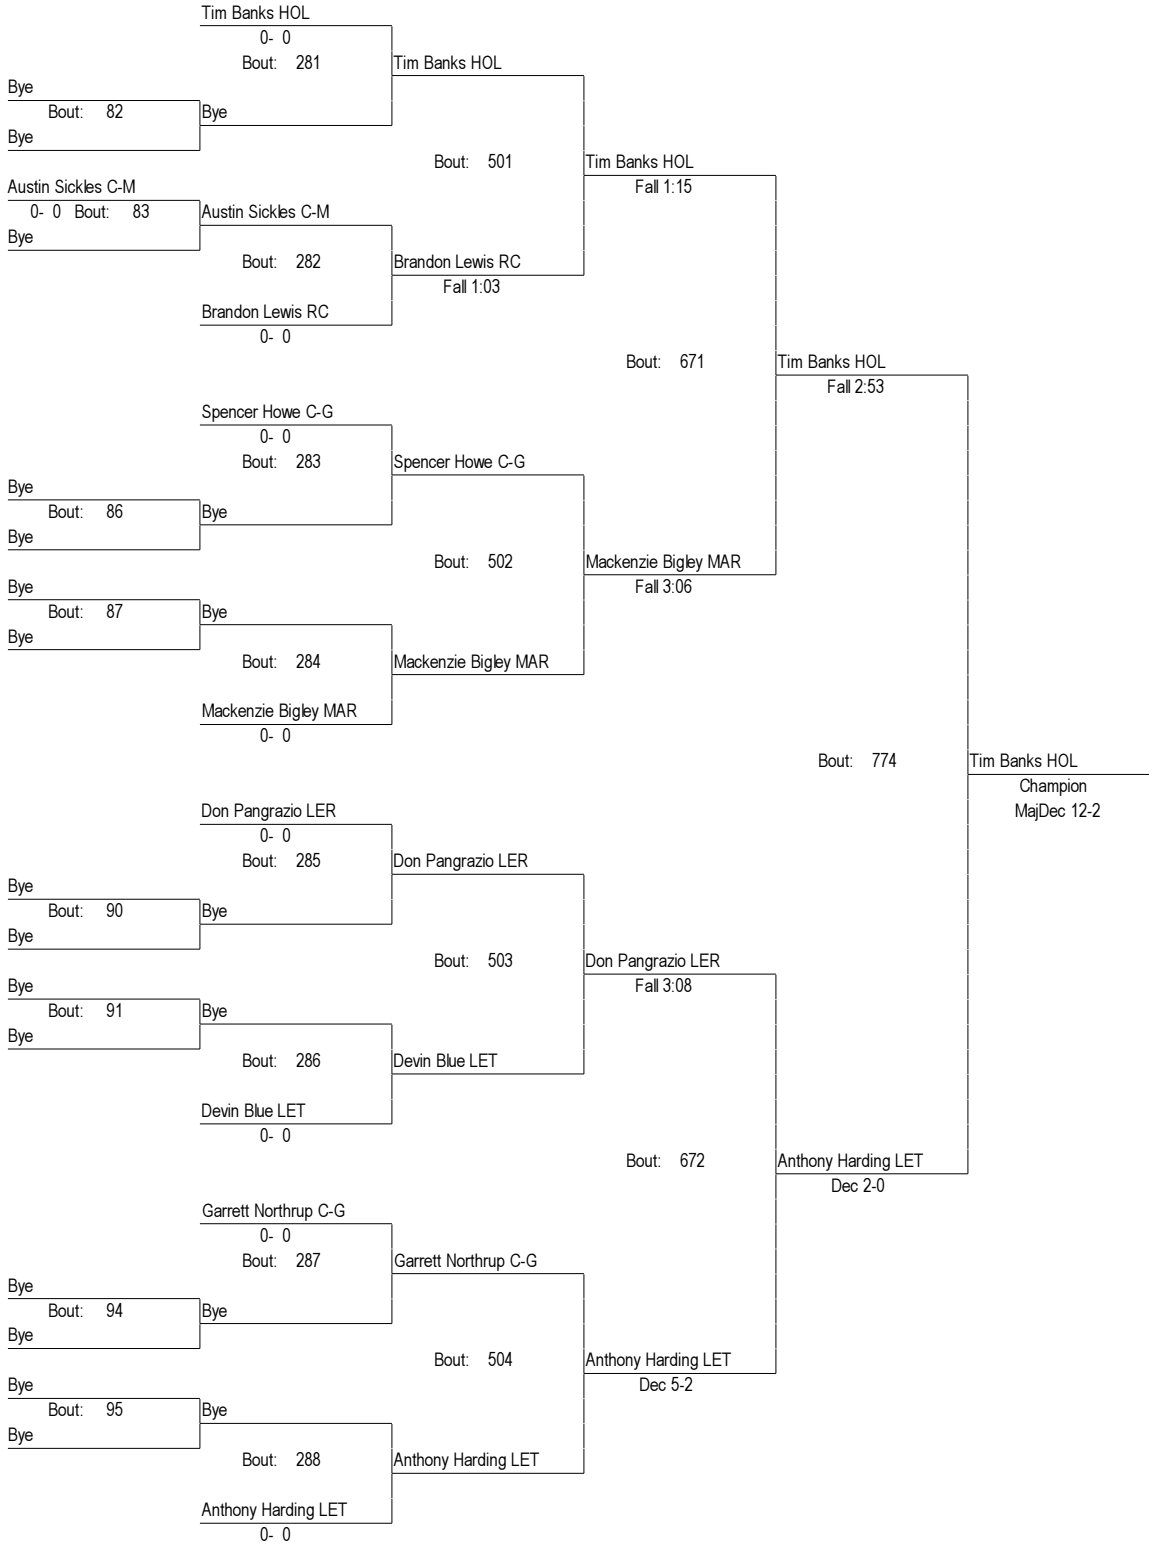 Tim Banks HOL
0- 0
Bout: 281
Tim Banks HOL
Bye
Bout: 82
Bye
Bye
Bout: 501
Tim Banks HOL
Fall 1:15
Austin Sickles C-M
0- 0 Bout: 83
Austin Sickles C-M
Bye
Bout: 282
Brandon Lewis RC
Fall 1:03
Brandon Lewis RC
0- 0
Bout: 671
Tim Banks HOL
Fall 2:53
Spencer Howe C-G
0- 0
Bout: 283
Spencer Howe C-G
Bye
Bout: 86
Bye
Bye
Bout: 502
Mackenzie Bigley MAR
Fall 3:06
Bye
Bout: 87
Bye
Bye
Bout: 284
Mackenzie Bigley MAR
Mackenzie Bigley MAR
0- 0
Bout: 774
Tim Banks HOL
Champion
MajDec 12-2
Don Pangrazio LER
0- 0
Bout: 285
Don Pangrazio LER
Bye
Bout: 90
Bye
Bye
Bout: 503
Don Pangrazio LER
Fall 3:08
Bye
Bout: 91
Bye
Bye
Bout: 286
Devin Blue LET
Devin Blue LET
0- 0
Bout: 672
Anthony Harding LET
Dec 2-0
Garrett Northrup C-G
0- 0
Bout: 287
Garrett Northrup C-G
Bye
Bout: 94
Bye
Bye
Bout: 504
Anthony Harding LET
Dec 5-2
Bye
Bout: 95
Bye
Bye
Bout: 288
Anthony Harding LET
Anthony Harding LET
0- 0